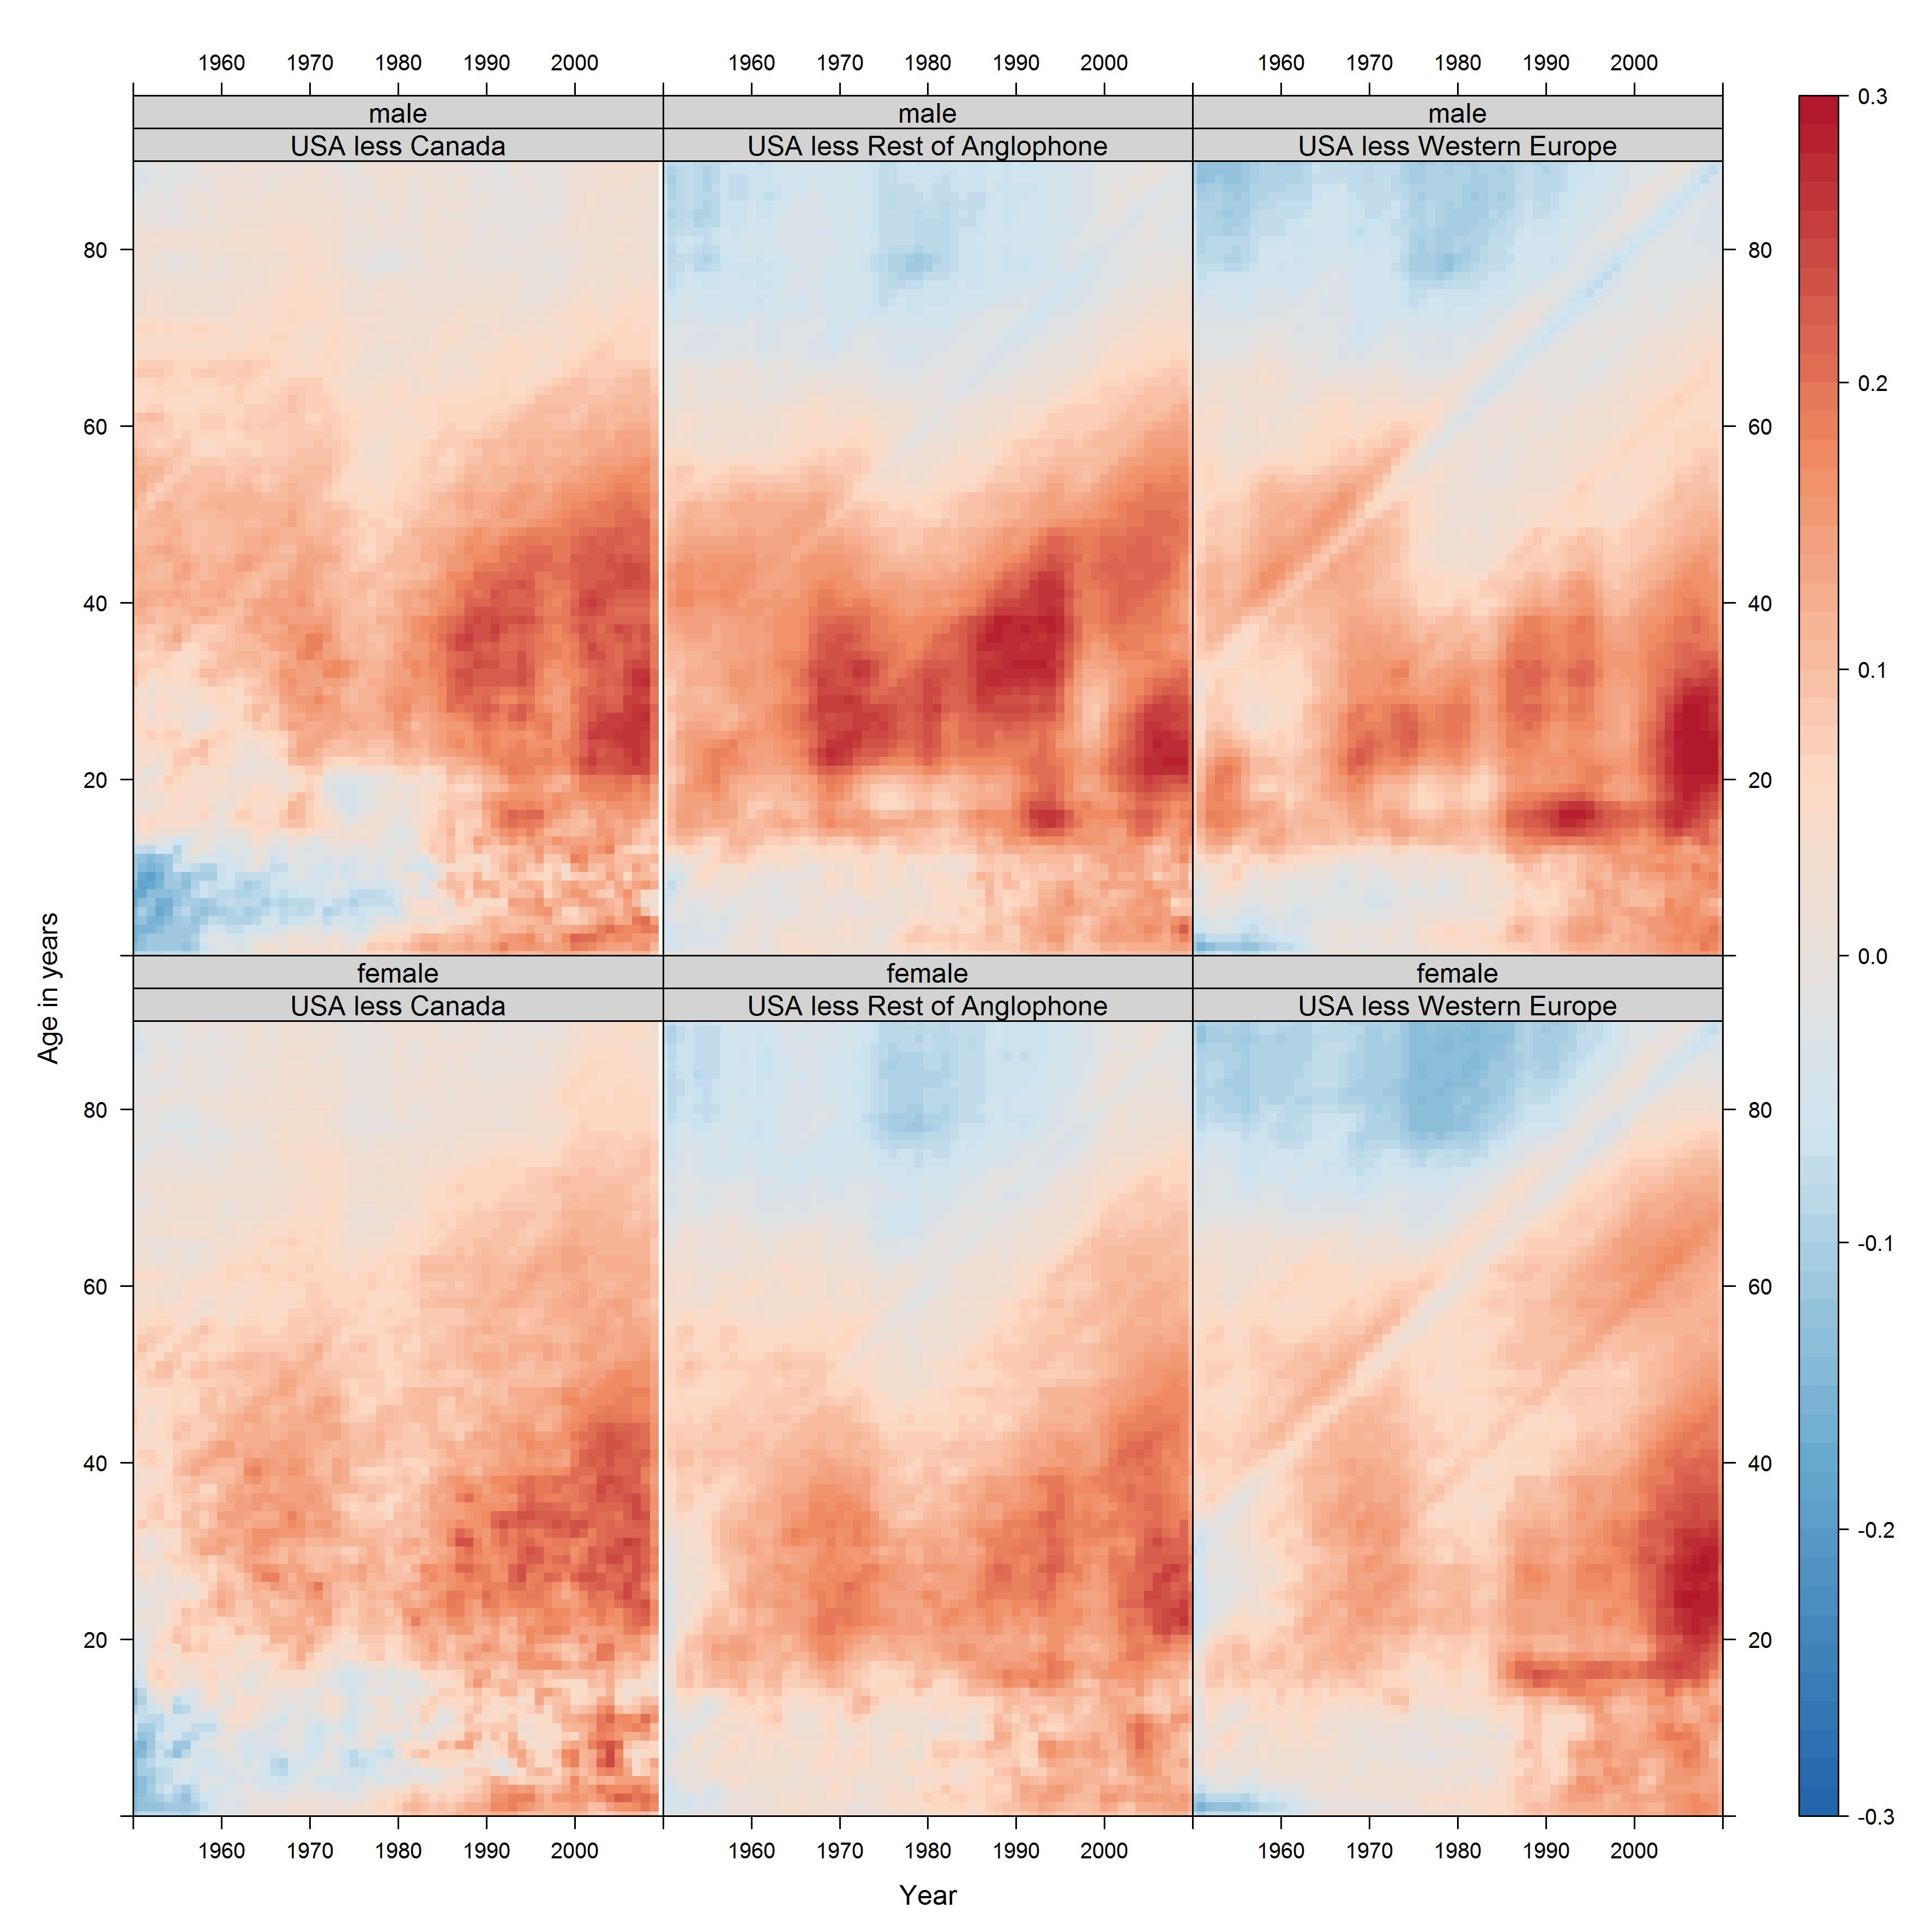 1960 1970 1980 1990 2000 1960 1970 1980 1990 2000 1960 1970 1980 1990 2000
male male male
USA less Canada USA less Rest of Anglophone USA less Western Europe
0.3
80 80
0.2
60 60
40 40
0.1
20 20
0.0
female female female
USA less Canada USA less Rest of Anglophone USA less Western Europe
Age in years
80 80
-0.1
60 60
40 40
-0.2
20 20
-0.3
1960 1970 1980 1990 2000 1960 1970 1980 1990 2000 1960 1970 1980 1990 2000
Year